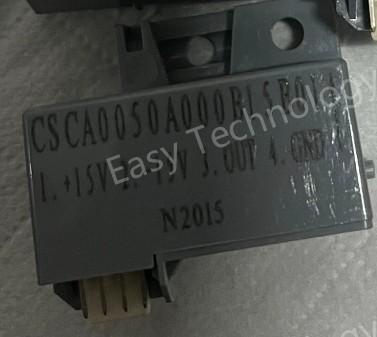 CSCA0050A000B15B01
1. +15V 2. -15V 3. OUT 4. GND
N2015
Easy Technology